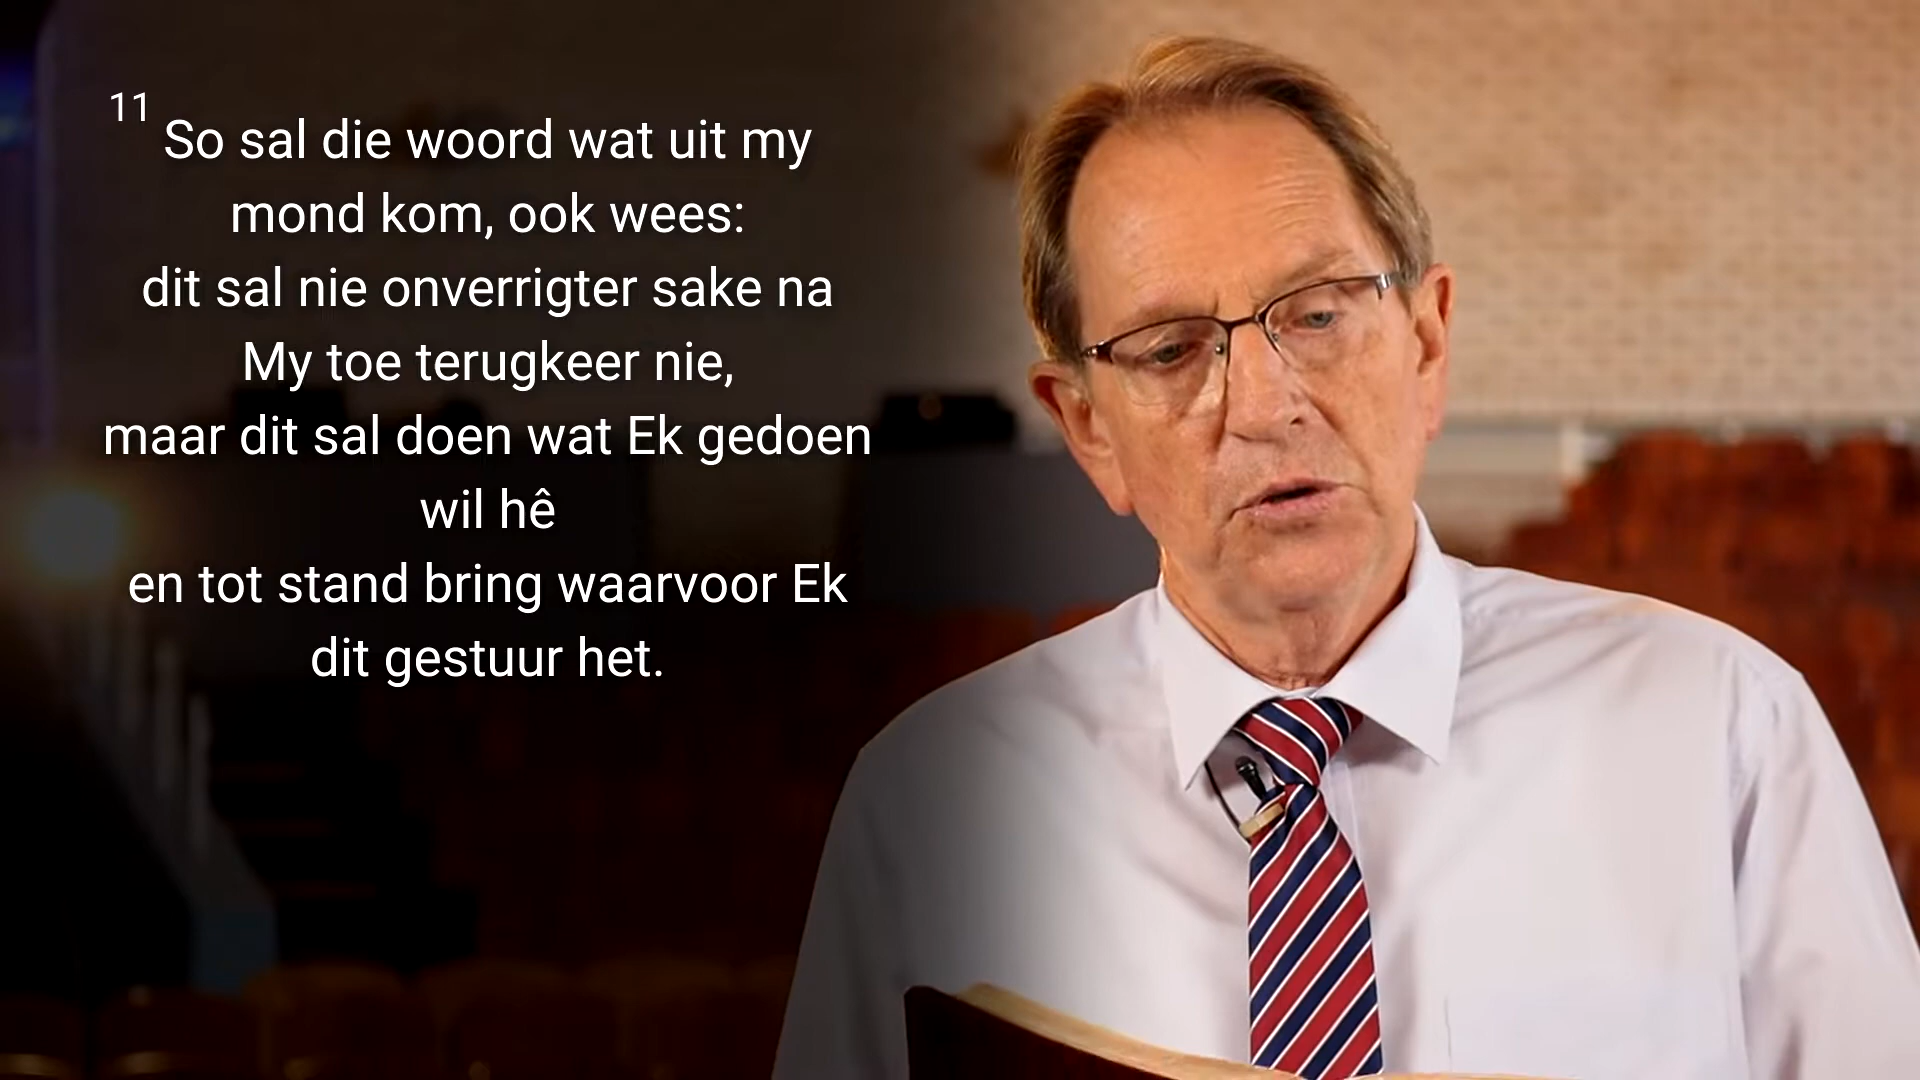 11 So sal die woord wat uit my
mond kom, ook wees:
dit sal nie onverrigter sake na
My toe terugkeer nie,
maar dit sal doen wat Ek gedoen
wil hê
en tot stand bring waarvoor Ek
dit gestuur het.